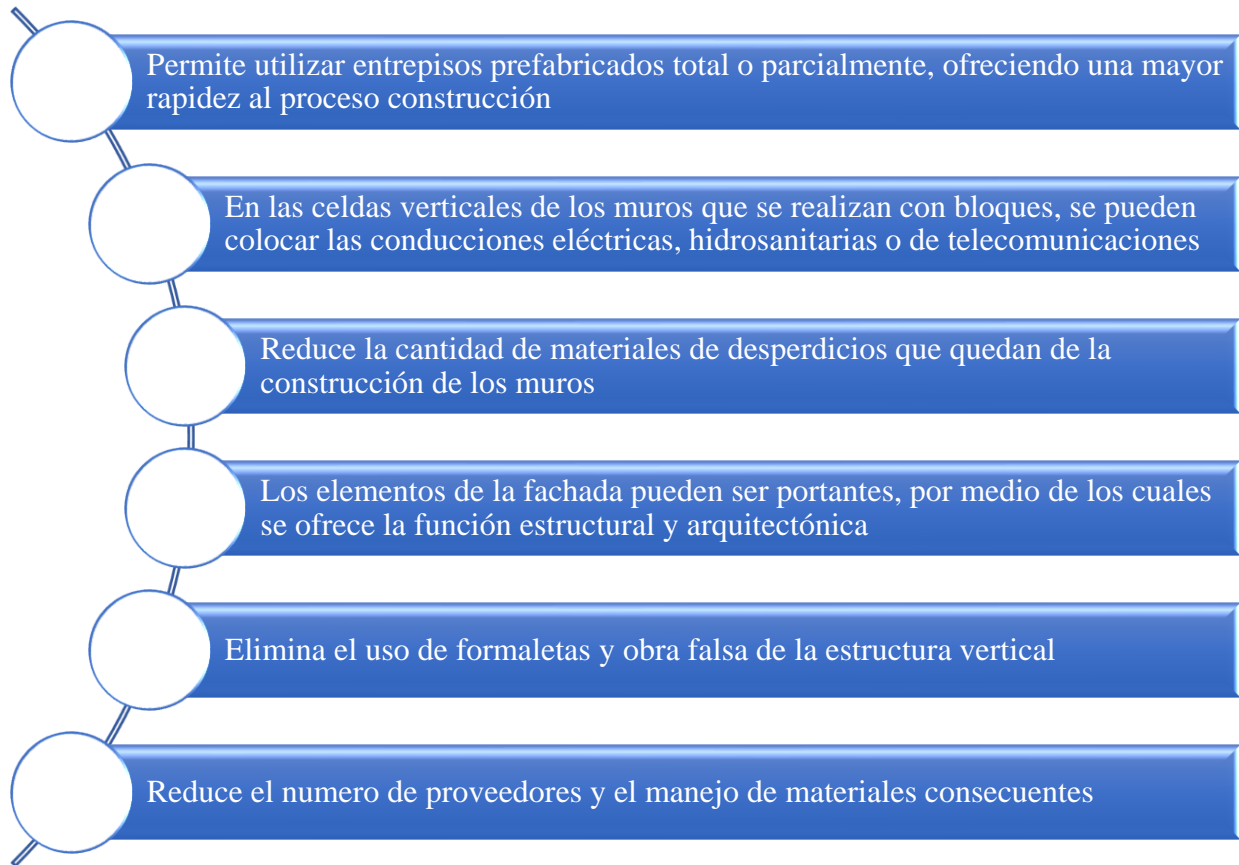 Permite utilizar entrepisos prefabricados total o parcialmente, ofreciendo una mayor
rapidez al proceso construcción
En las celdas verticales de los muros que se realizan con bloques, se pueden
colocar las conducciones eléctricas, hidrosanitarias o de telecomunicaciones
Reduce la cantidad de materiales de desperdicios que quedan de la
construcción de los muros
Los elementos de la fachada pueden ser portantes, por medio de los cuales
se ofrece la función estructural y arquitectónica
Elimina el uso de formaletas y obra falsa de la estructura vertical
Reduce el numero de proveedores y el manejo de materiales consecuentes